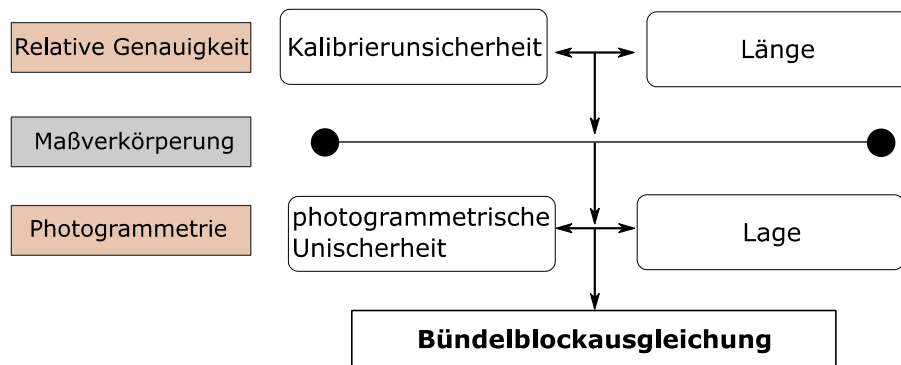 Relative Genauigkeit
Kalibrierunsicherheit
Länge
Maßverkörperung
Photogrammetrie
photogrammetrische
Unischerheit
Lage
Bündelblockausgleichung